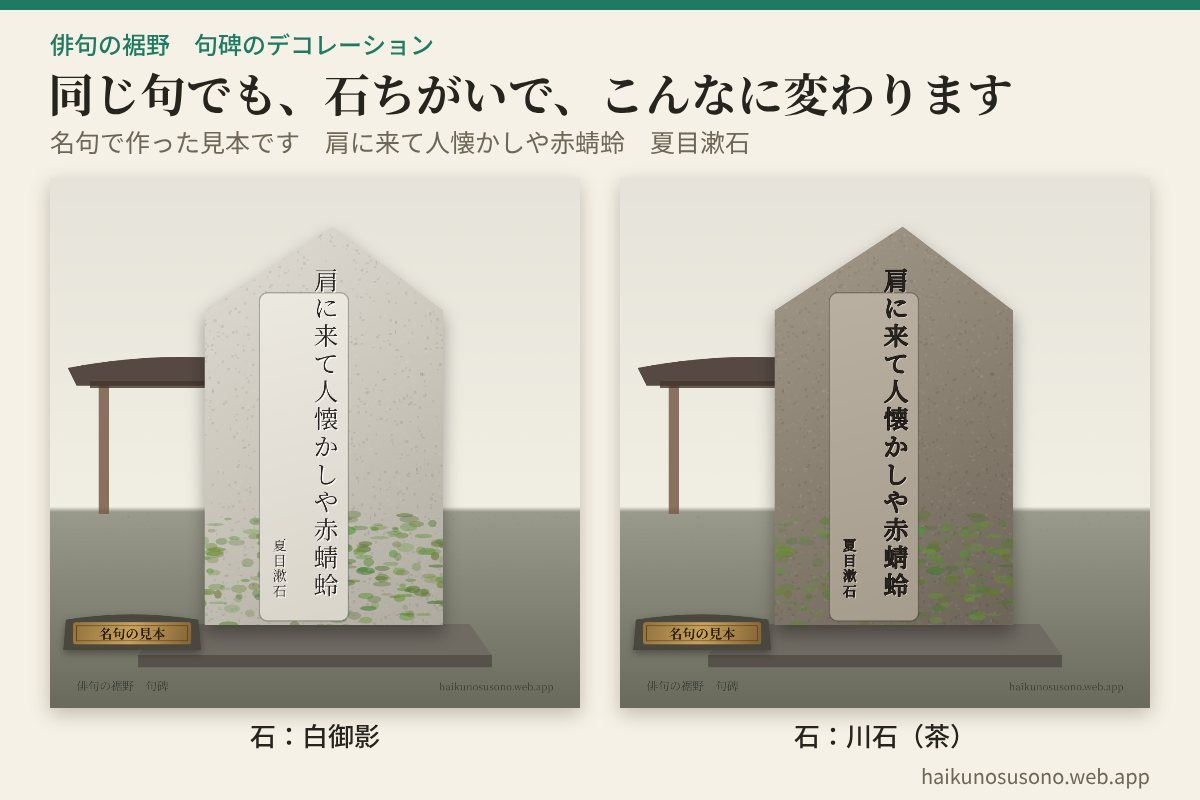 俳句の裾野　句碑のデコレーション
同じ句でも、石ちがいで、こんなに変わります
名句で作った見本です　肩に来て人懐かしや赤蜻蛉　夏目漱石
肩に来て人懐かしや赤蜻蛉
夏目漱石
名句の見本
俳句の裾野　句碑
haikunosusono.web.app
石：白御影
肩に来て人懐かしや赤蜻蛉
夏目漱石
名句の見本
俳句の裾野　句碑
haikunosusono.web.app
石：川石（茶）
haikunosusono.web.app